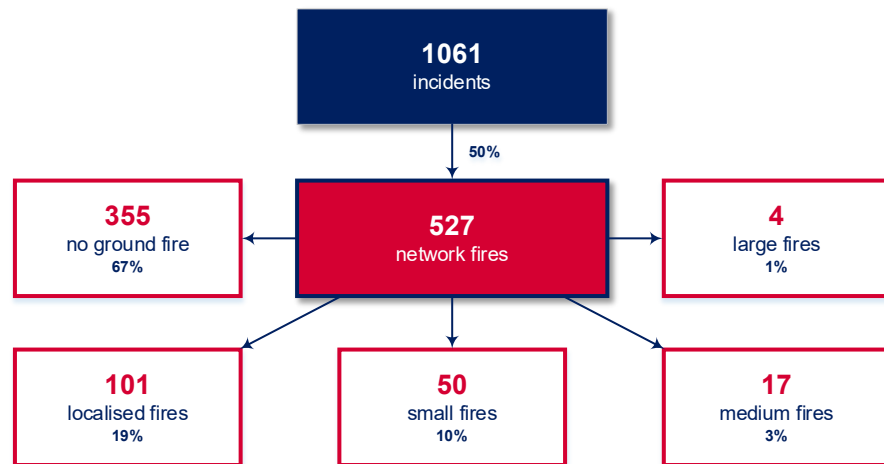 1061
incidents
50%
355
no ground fire
67%
527
network fires
4
large fires
1%
101
localised fires
19%
50
small fires
10%
17
medium fires
3%